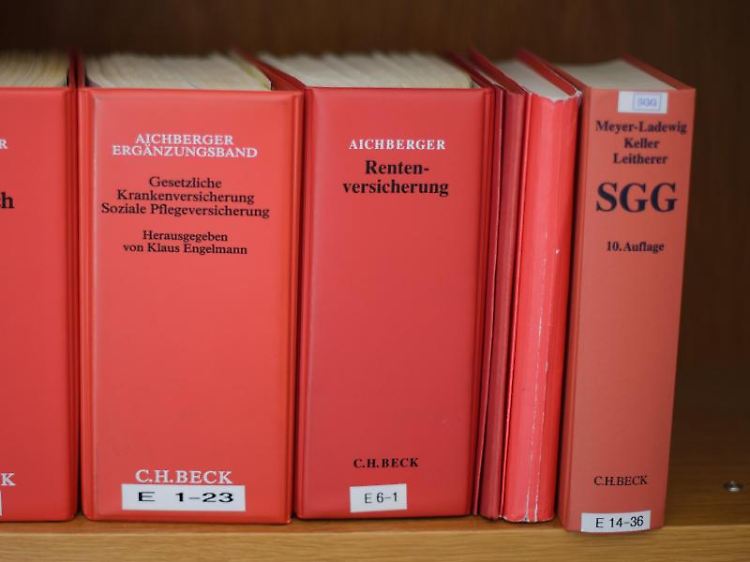 R
h
K
AICHBERGER
ERGÄNZUNGSBAND
Gesetzliche
Krankenversicherung
Soziale Pflegeversicherung
Herausgegeben
von Klaus Engelmann
C.H.BECK
E 1-23
AICHBERGER
Renten-
versicherung
C.H.BECK
E 6-1
SGG
Meyer-Ladewig
Keller
Leitherer
SGG
10. Auflage
C.H.BECK
E 14-36